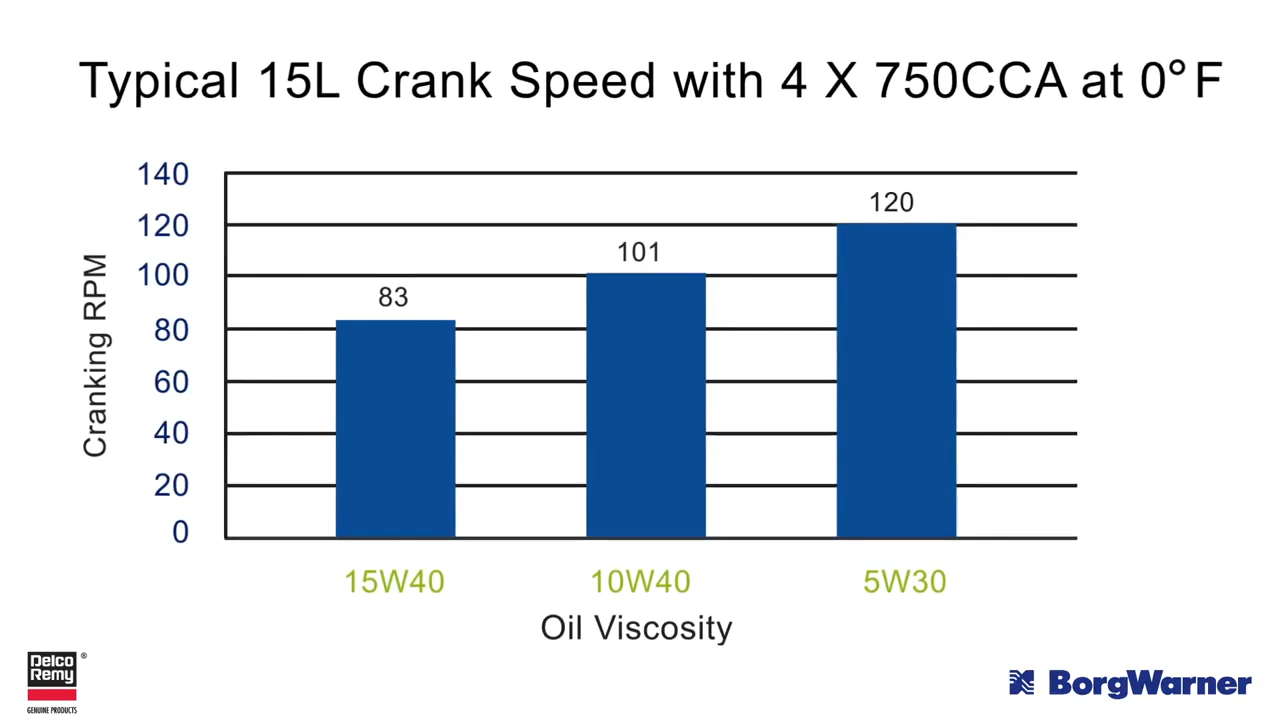 Typical 15L Crank Speed with 4 X 750CCA at 0° F
140
120
100
80
60
40
20
0
Cranking RPM
83
101
120
15W40
10W40
5W30
Oil Viscosity
Delco
Remy
®
GENUINE PRODUCTS
BorgWarner